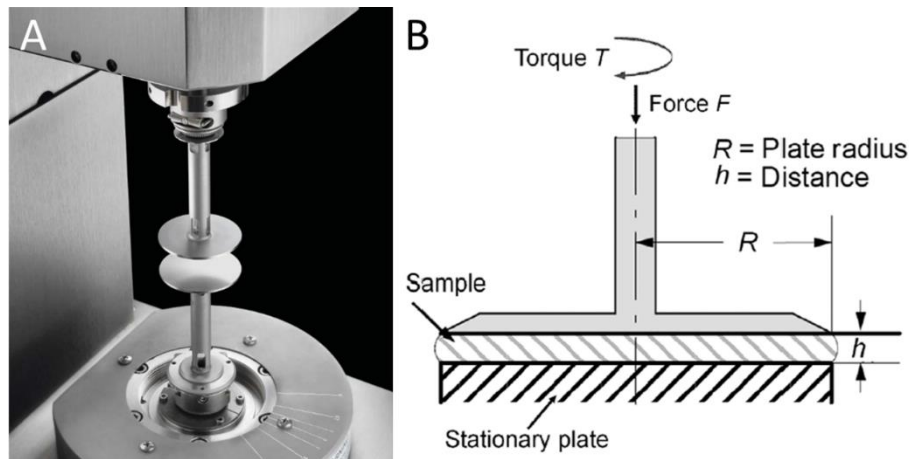 A
B
Torque T
Force F
R = Plate radius
h = Distance
R
Sample
h
Stationary plate